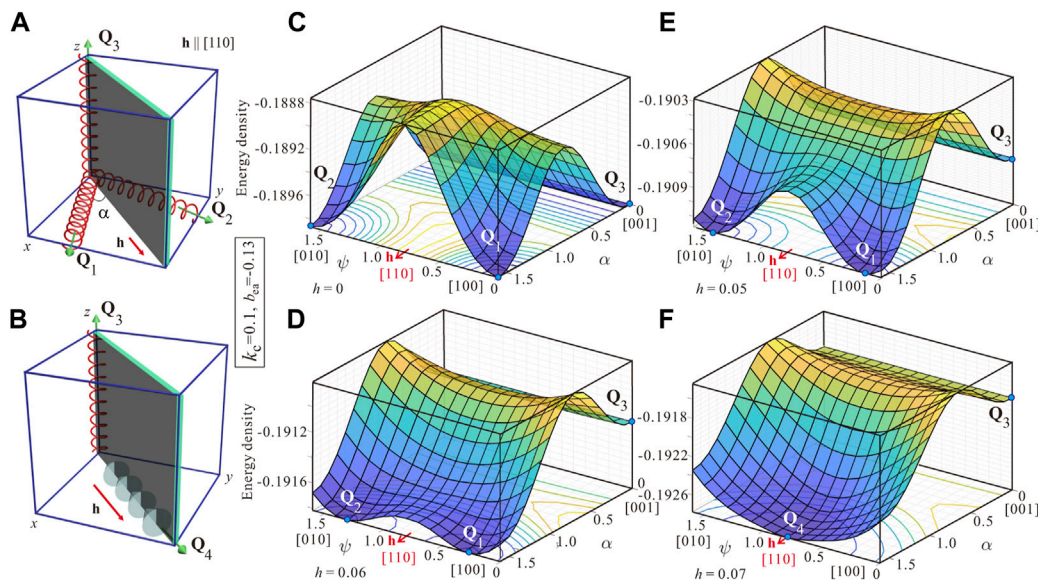 A
Q₃
z
h || [110]
y
Q₂
α
x
h
Q₁
B
z
Q₃
y
x
h
Q₄
k_c=0.1, b_ea=-0.13
C
-0.1888
-0.1892
-0.1896
Energy density
Q₂
Q₃
Q₁
1.5
[010]
ψ
1.0
h
[110]
0.5
[100]
0
1.5
1.0
α
0.5
0
[001]
h = 0
E
-0.1903
-0.1906
-0.1909
Energy density
Q₃
Q₂
Q₁
1.5
[010]
ψ
1.0
h
[110]
0.5
[100]
0
1.5
1.0
α
0.5
0
[001]
h = 0.05
D
-0.1912
-0.1916
Energy density
Q₃
Q₂
Q₁
1.5
[010]
ψ
1.0
h
[110]
0.5
[100]
0
1.5
1.0
α
0.5
0
[001]
h = 0.06
F
-0.1918
-0.1922
-0.1926
Q₃
Q₄
1.5
[010]
ψ
1.0
h
[110]
0.5
[100]
0
1.5
1.0
α
0.5
0
[001]
h = 0.07